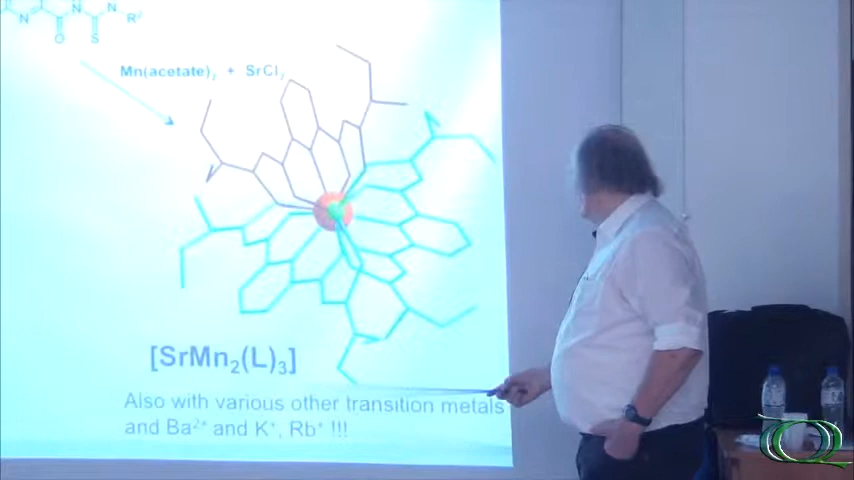 N N N R²
O S
Mn(acetate)₂ + SrCl₂
[SrMn₂(L)₃]
Also with various other transition metals
and Ba²⁺ and K⁺, Rb⁺ !!!